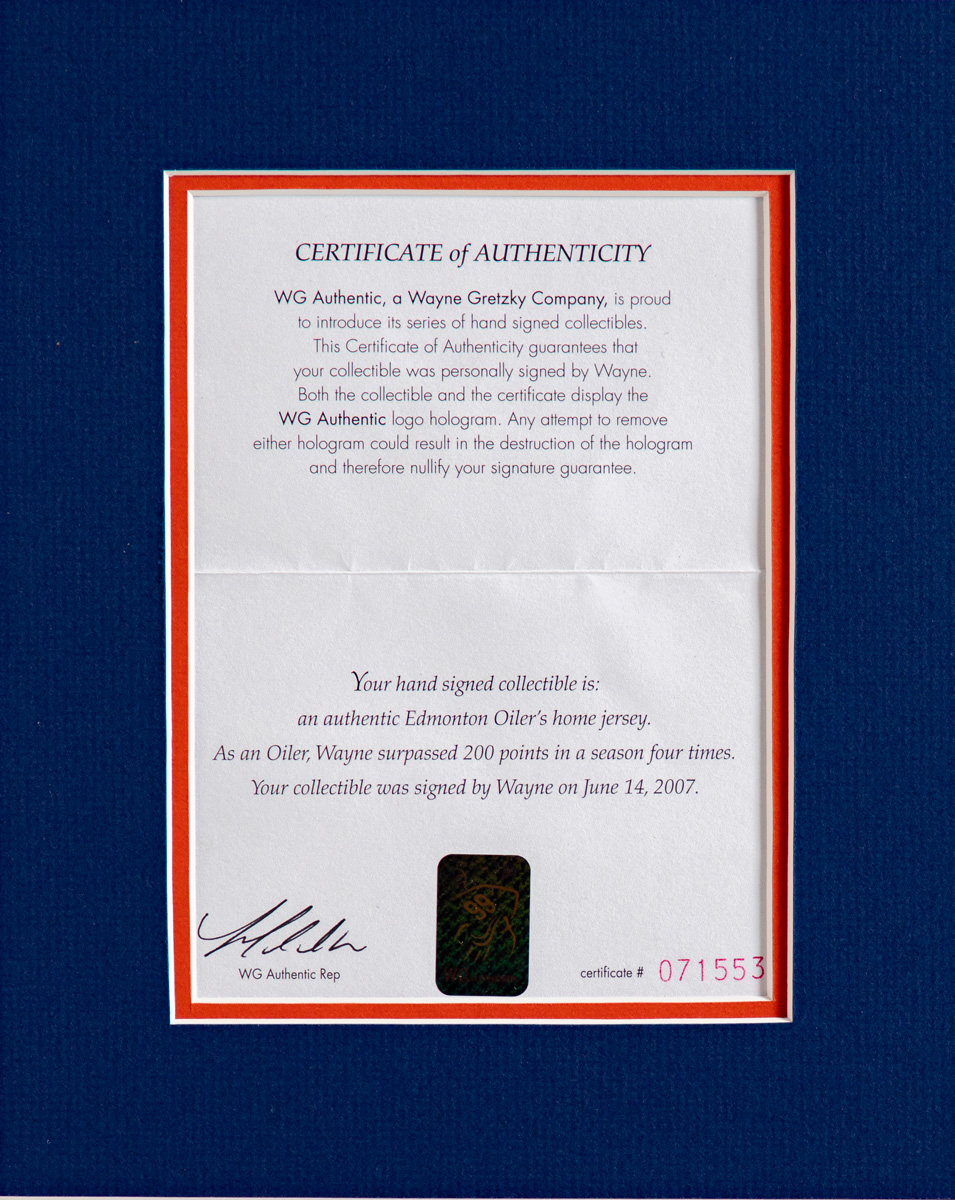 CERTIFICATE of AUTHENTICITY
WG Authentic, a Wayne Gretzky Company, is proud
to introduce its series of hand signed collectibles.
This Certificate of Authenticity guarantees that
your collectible was personally signed by Wayne.
Both the collectible and the certificate display the
WG Authentic logo hologram. Any attempt to remove
either hologram could result in the destruction of the hologram
and therefore nullify your signature guarantee.
Your hand signed collectible is:
an authentic Edmonton Oiler's home jersey.
As an Oiler, Wayne surpassed 200 points in a season four times.
Your collectible was signed by Wayne on June 14, 2007.
WG Authentic Rep
certificate # 071553